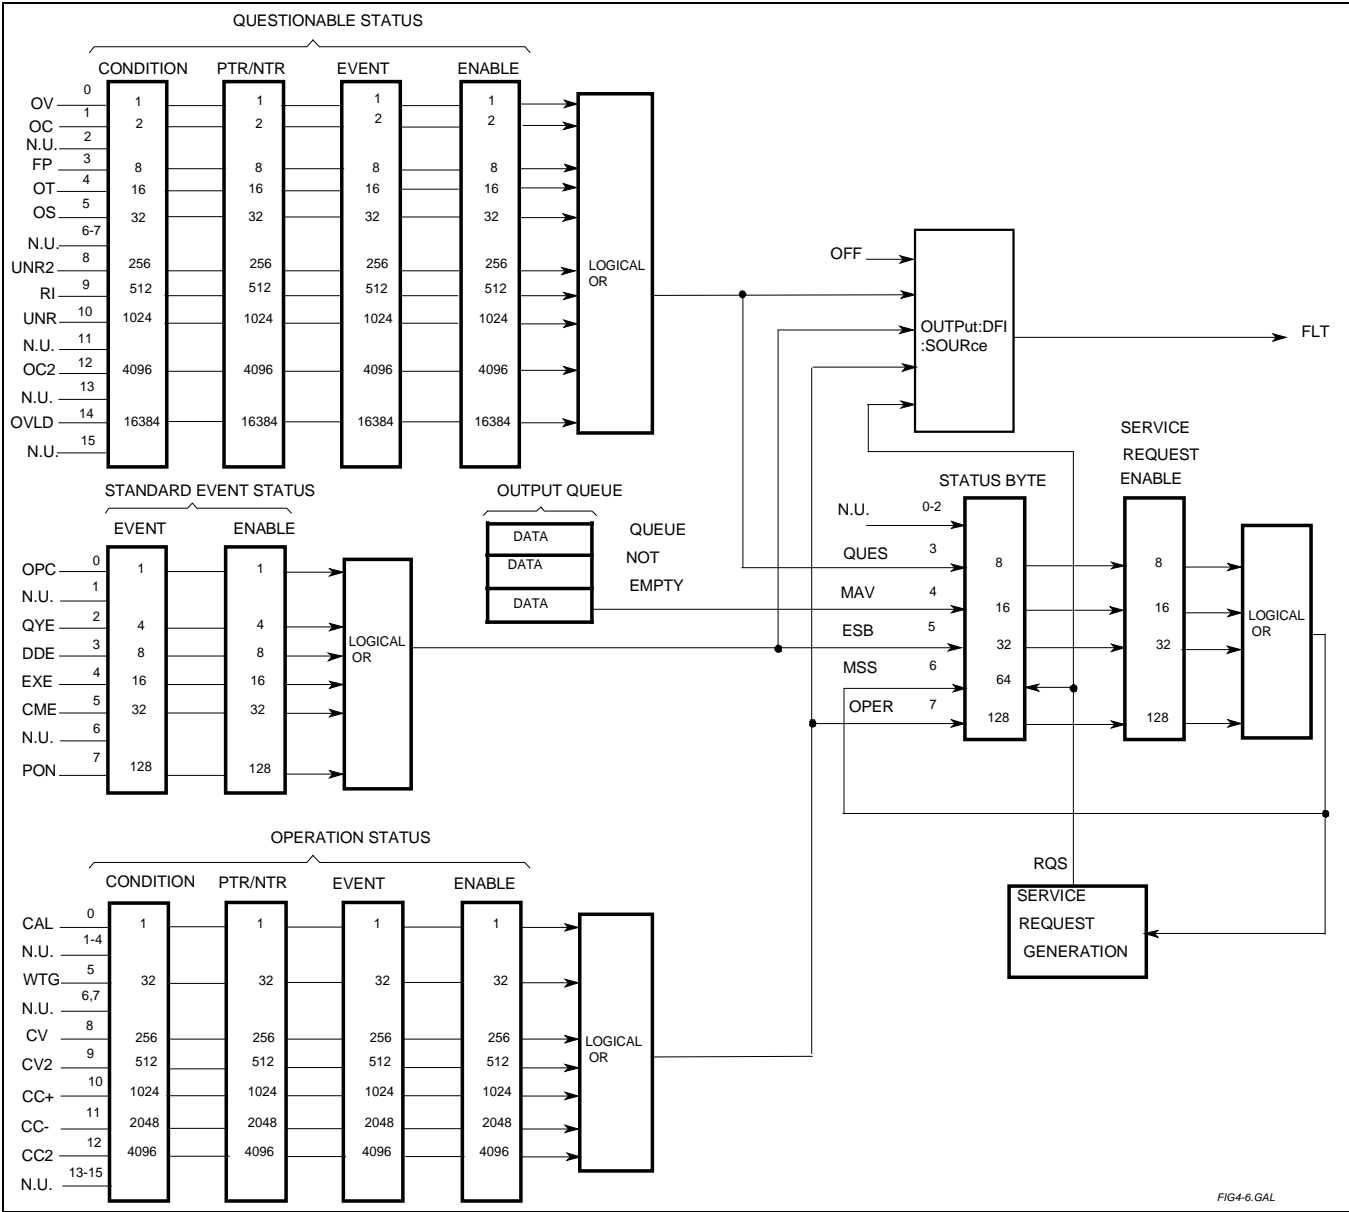 QUESTIONABLE STATUS
CONDITION PTR/NTR EVENT ENABLE
OV 0 1 1 1 1
OC 1 2 2 2 2
N.U. 2
FP 3 8 8 8 8
OT 4 16 16 16 16
OS 5 32 32 32 32
N.U. 6-7
UNR2 8 256 256 256 256
RI 9 512 512 512 512
UNR 10 1024 1024 1024 1024
N.U. 11
OC2 12 4096 4096 4096 4096
N.U. 13
OVLD 14 16384 16384 16384 16384
N.U. 15
LOGICAL
OR
OFF
OUTPut:DFI
:SOURce
FLT
STANDARD EVENT STATUS
EVENT ENABLE
OPC 0 1 1
N.U. 1
QYE 2 4 4
DDE 3 8 8
EXE 4 16 16
CME 5 32 32
N.U. 6
PON 7 128 128
LOGICAL
OR
OUTPUT QUEUE
DATA
DATA
DATA
QUEUE
NOT
EMPTY
STATUS BYTE
N.U. 0-2
QUES 3 8
MAV 4 16
ESB 5 32
MSS 6 64
OPER 7 128
SERVICE
REQUEST
ENABLE
8
16
32
128
LOGICAL
OR
RQS
SERVICE
REQUEST
GENERATION
OPERATION STATUS
CONDITION PTR/NTR EVENT ENABLE
CAL 0 1 1 1 1
N.U. 1-4
WTG 5 32 32 32 32
N.U. 6,7
CV 8 256 256 256 256
CV2 9 512 512 512 512
CC+ 10 1024 1024 1024 1024
CC- 11 2048 2048 2048 2048
CC2 12 4096 4096 4096 4096
N.U. 13-15
LOGICAL
OR
FIG4-6.GAL